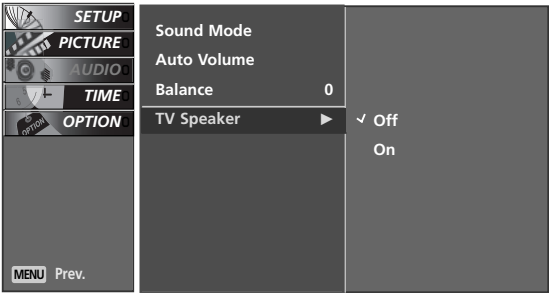 SETUP
PICTURE
AUDIO
TIME
OPTION
MENU Prev.
Sound Mode
Auto Volume
Balance 0
TV Speaker ▶
✓ Off
On